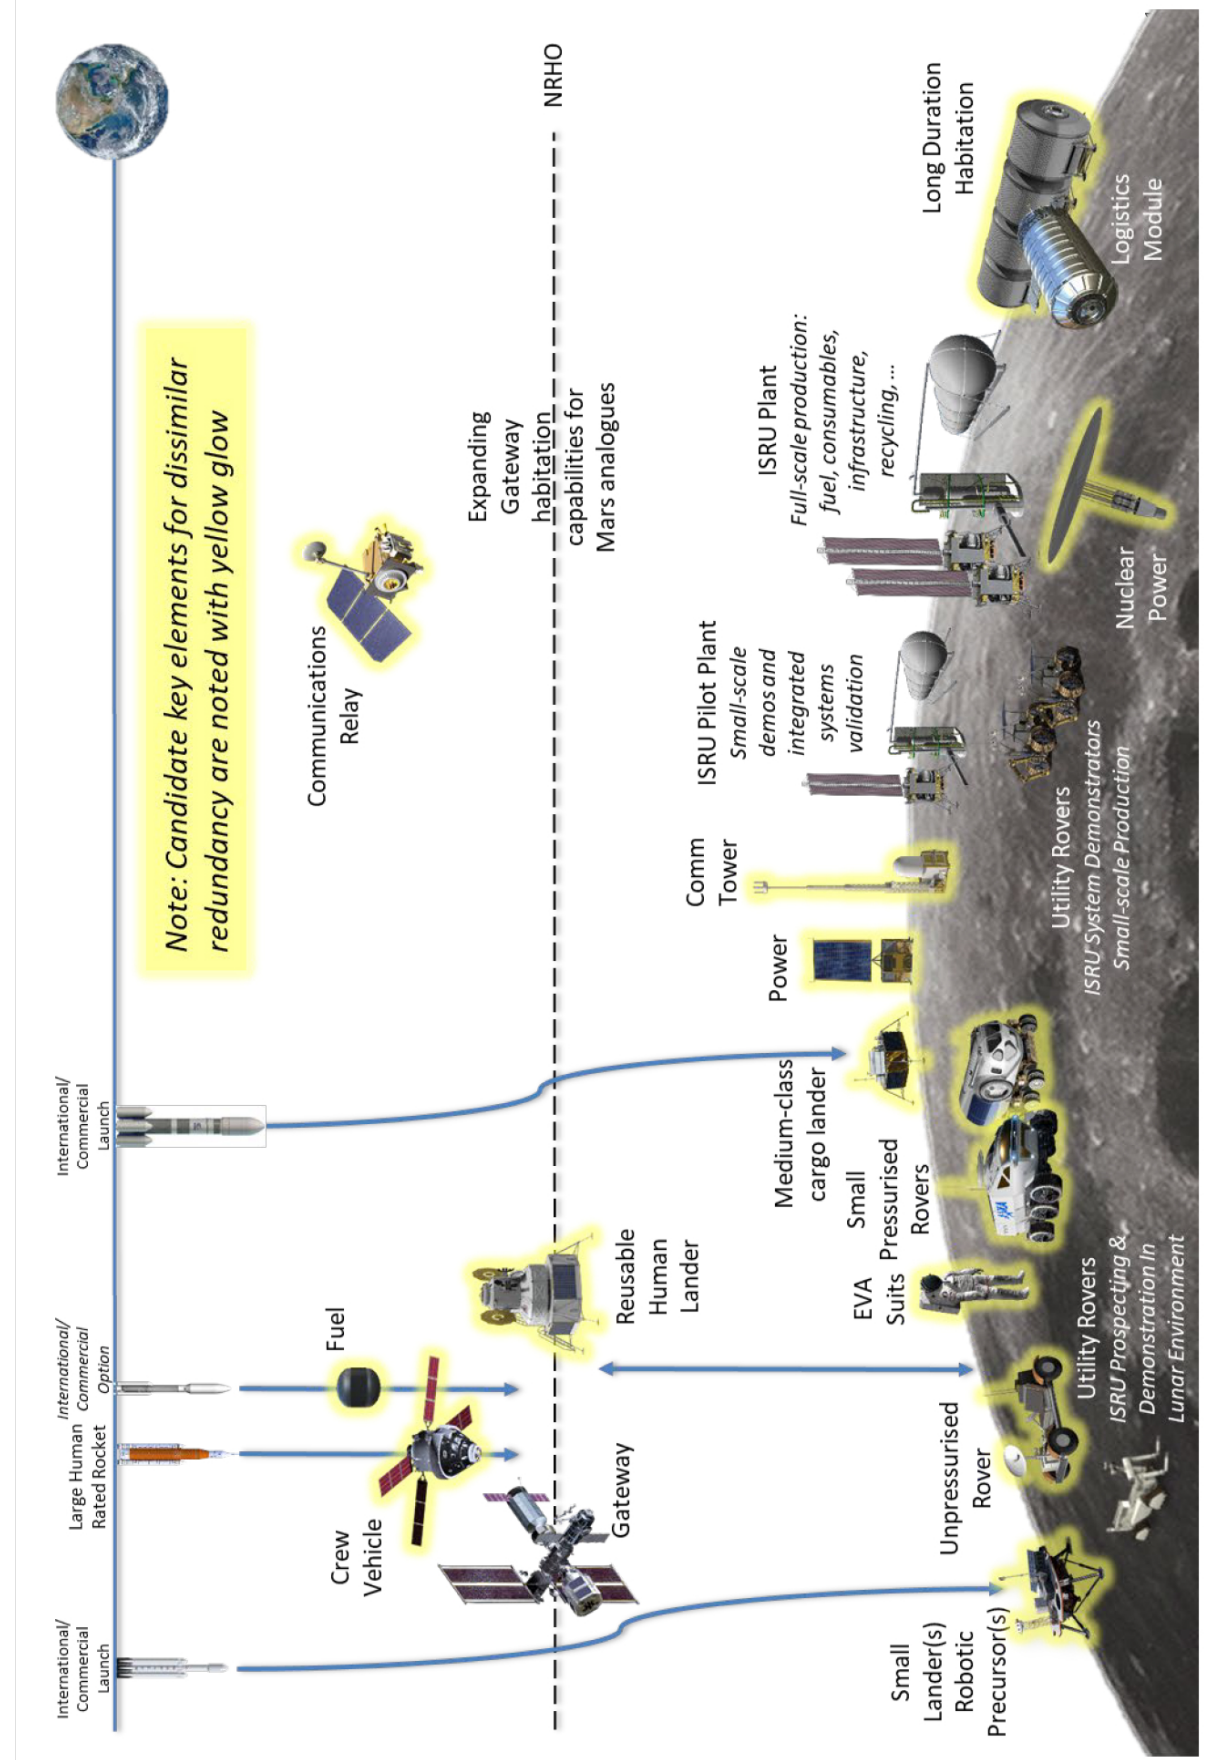 International/
Commercial
Launch
Large Human
Rated Rocket
International/
Commercial
Option
International/
Commercial
Launch
Note: Candidate key elements for dissimilar
redundancy are noted with yellow glow
Crew
Vehicle
Fuel
Communications
Relay
Gateway
Reusable
Human
Lander
Expanding
Gateway
habitation
capabilities for
Mars analogues
NRHO
Small
Lander(s)
Robotic
Precursor(s)
Unpressurised
Rover
EVA
Suits
Small
Pressurised
Rovers
Medium-class
cargo lander
Power
Comm
Tower
ISRU Pilot Plant
Small-scale
demos and
integrated
systems
validation
ISRU Plant
Full-scale production:
fuel, consumables,
infrastructure,
recycling, ...
Long Duration
Habitation
Utility Rovers
ISRU Prospecting &
Demonstration In
Lunar Environment
Utility Rovers
ISRU System Demonstrators
Small-scale Production
Nuclear
Power
Logistics
Module